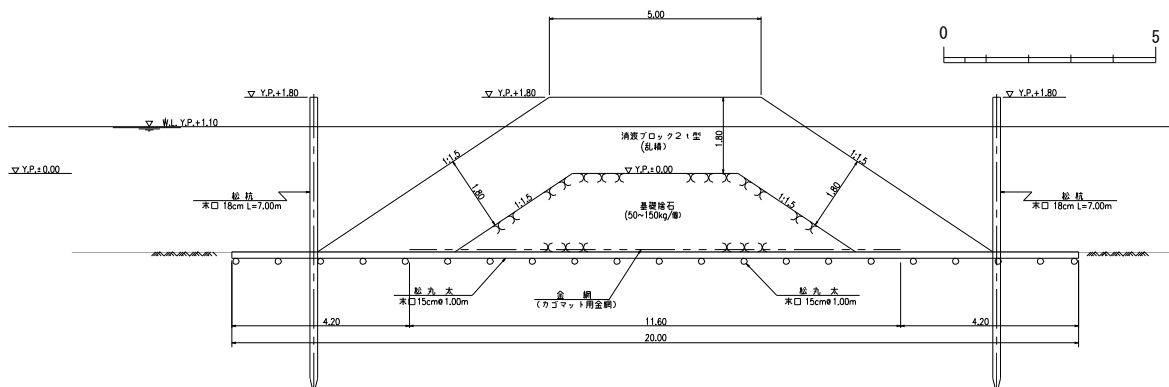 5.00
0
5
▽ Y.P.+1.80
▽ Y.P.+1.80
▽ Y.P.+1.80
▽ W.L. Y.P.+1.10
消波ブロック2t型
(乱積)
1.80
1:1.5
1:1.5
▽ Y.P.±0.00
▽ Y.P.±0.00
1.80
1.80
1:1.5
1:1.5
松杭
末口 18cm L=7.00m
基礎捨石
(50~150kg/個)
松杭
末口 18cm L=7.00m
松丸太
末口15cm@1.00m
金網
(カゴマット用金網)
松丸太
末口15cm@1.00m
4.20
11.60
4.20
20.00